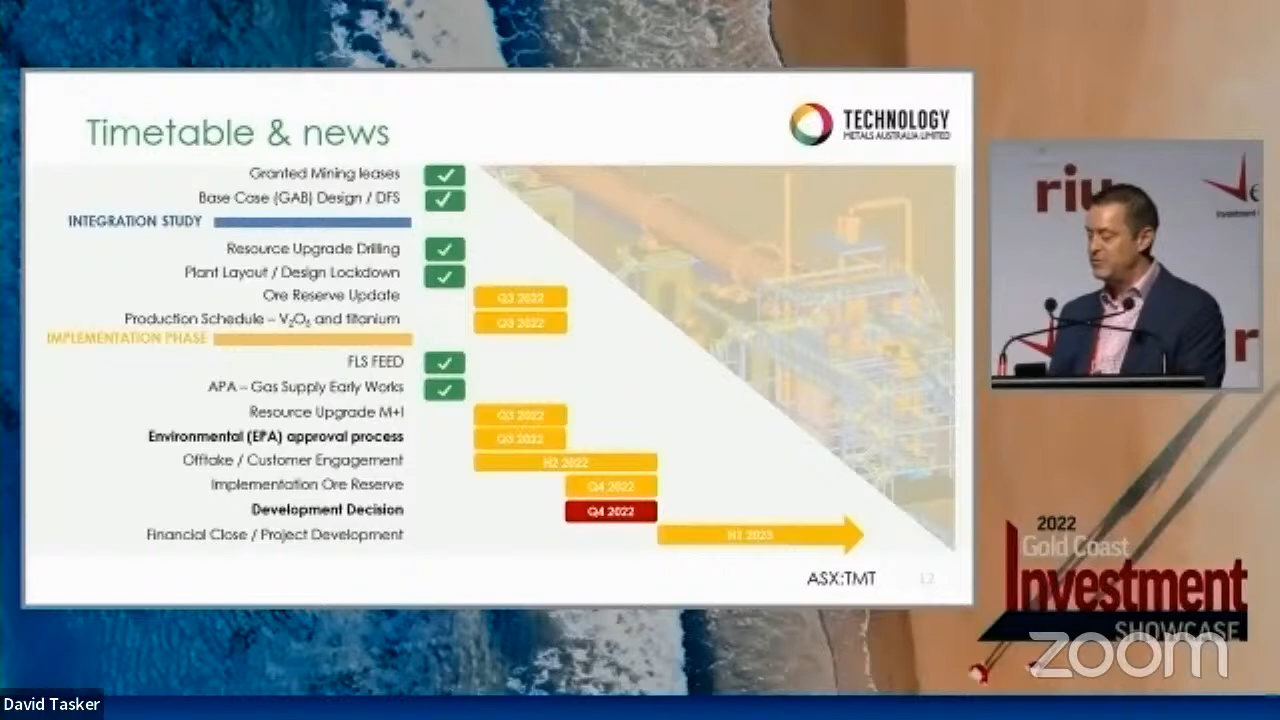 Timetable & news
TECHNOLOGY
METALS AUSTRALIA LIMITED
Granted Mining leases
Base Case (GAB) Design / DFS
INTEGRATION STUDY
Resource Upgrade Drilling
Plant Layout / Design Lockdown
Ore Reserve Update Q3 2022
Production Schedule – V₂O₅ and titanium Q3 2022
IMPLEMENTATION PHASE
FLS FEED
APA – Gas Supply Early Works
Resource Upgrade M+I Q3 2022
Environmental (EPA) approval process Q3 2022
Offtake / Customer Engagement H2 2022
Implementation Ore Reserve Q4 2022
Development Decision Q4 2022
Financial Close / Project Development H1 2023
ASX:TMT 12
riu
2022
Gold Coast
Investment
SHOWCASE
zoom
David Tasker